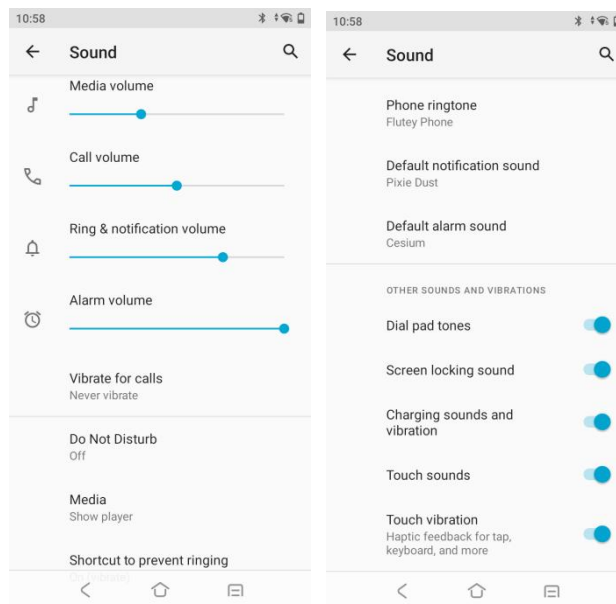 10:58
Sound
Media volume
Call volume
Ring & notification volume
Alarm volume
Vibrate for calls
Never vibrate
Do Not Disturb
Off
Media
Show player
Shortcut to prevent ringing
10:58
Sound
Phone ringtone
Flutey Phone
Default notification sound
Pixie Dust
Default alarm sound
Cesium
OTHER SOUNDS AND VIBRATIONS
Dial pad tones
Screen locking sound
Charging sounds and
vibration
Touch sounds
Touch vibration
Haptic feedback for tap,
keyboard, and more